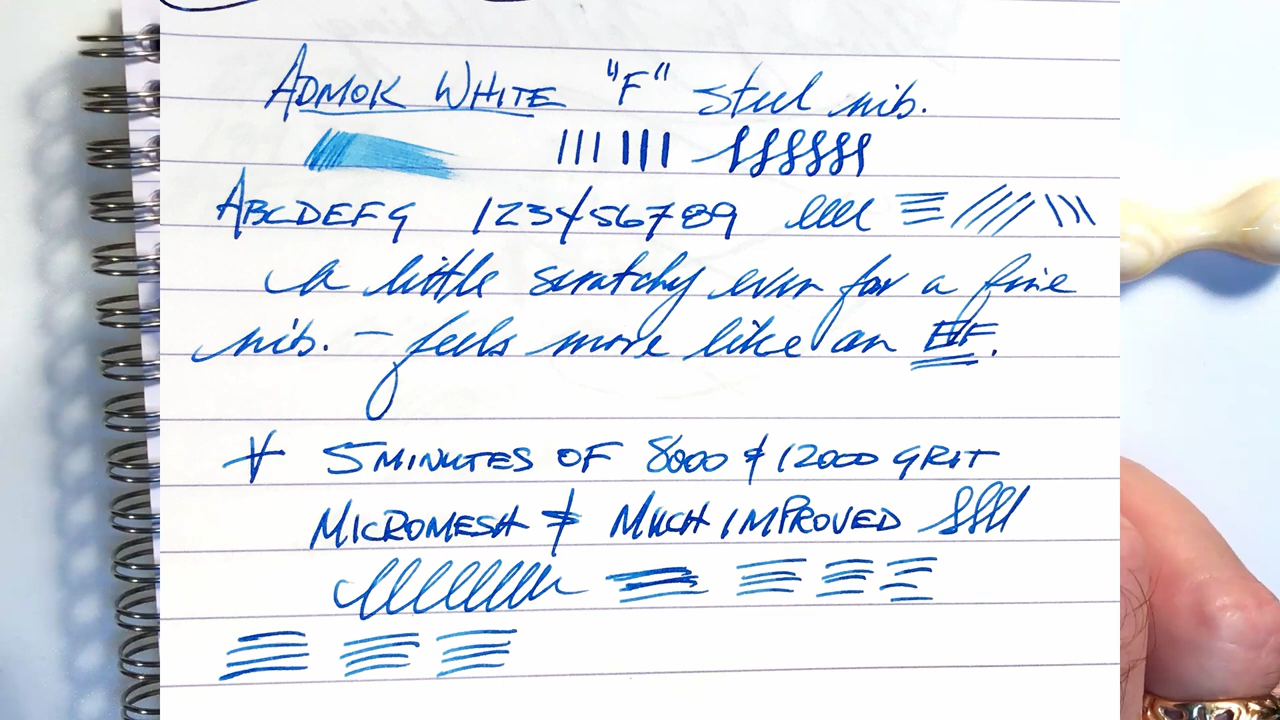 ADMOK WHITE "F" steel nib.
ABCDEFG 123456789
a little scratchy even for a fine
nib. - feels more like an EF.
+ 5 MINUTES OF 8000 & 12000 GRIT
MICROMESH & MUCH IMPROVED